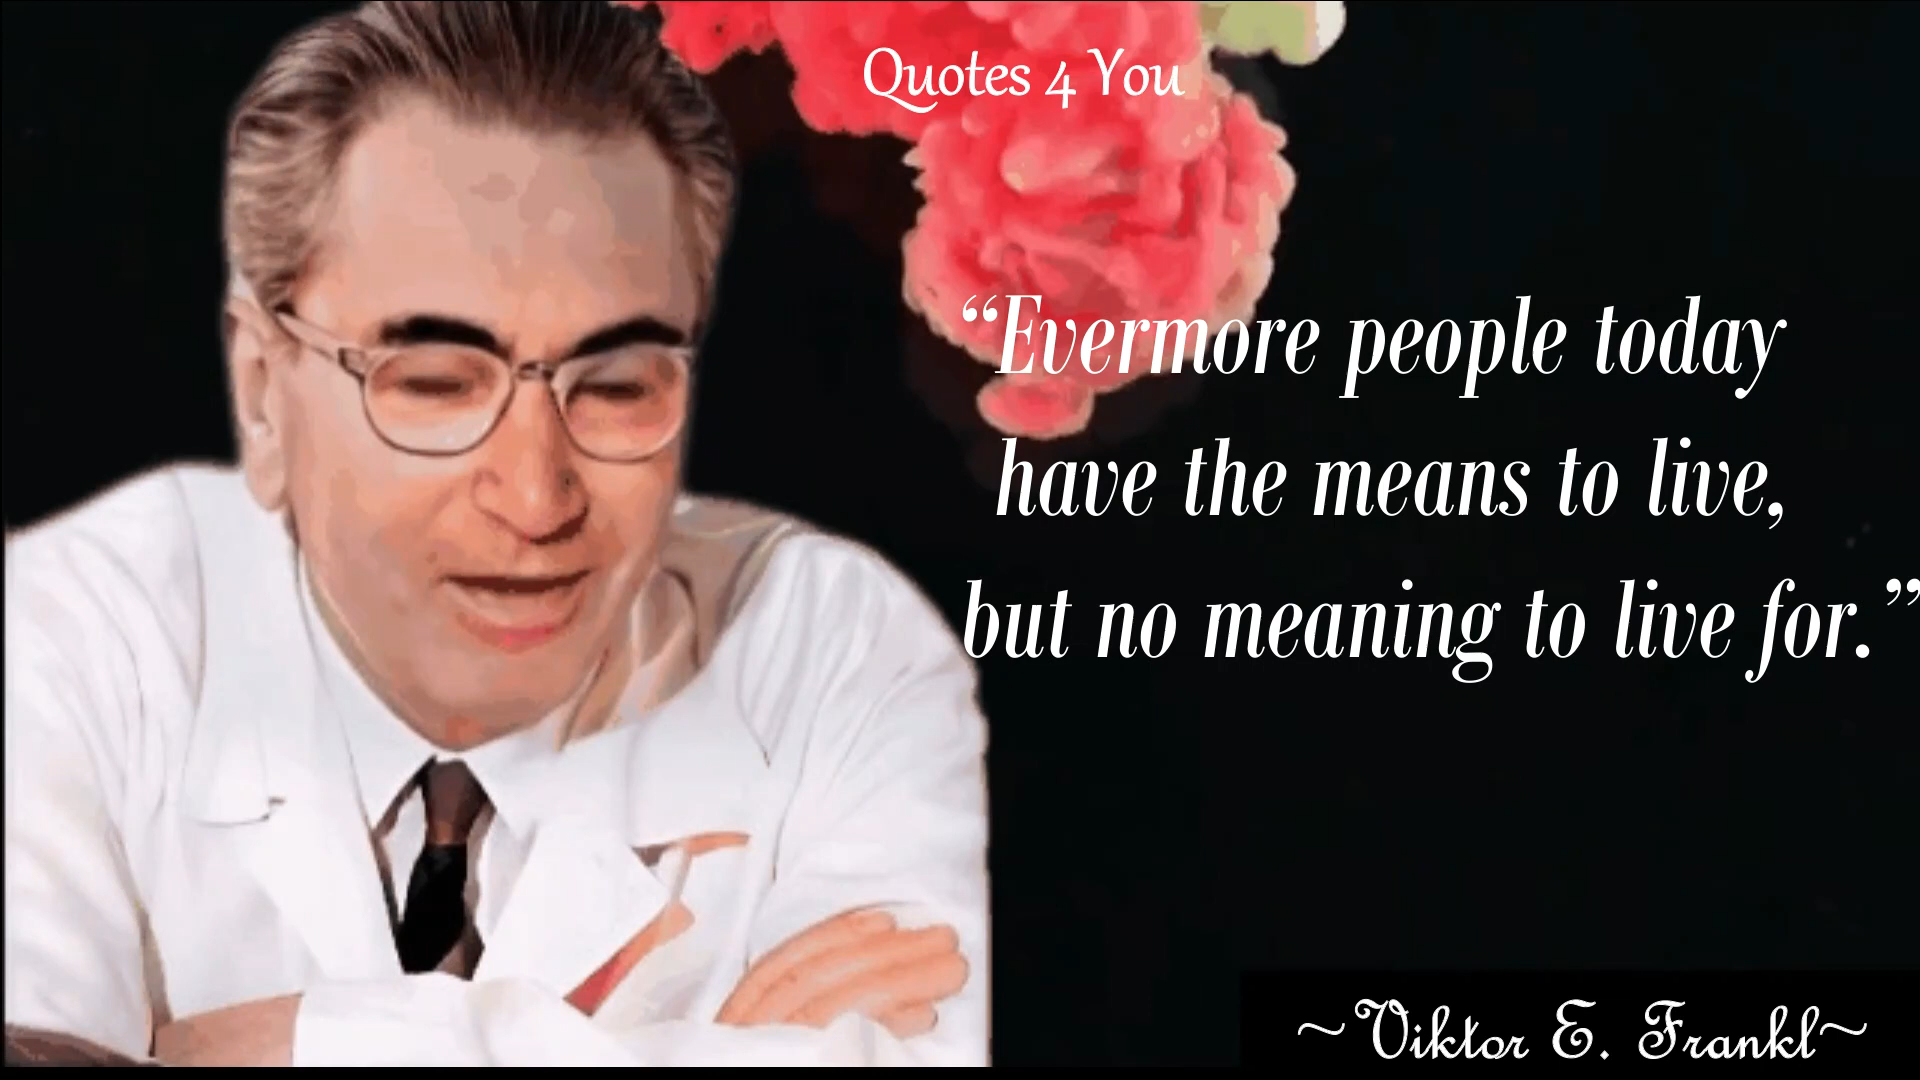 Quotes 4 You
“Evermore people today
have the means to live,
but no meaning to live for.”
~Viktor E. Frankl~